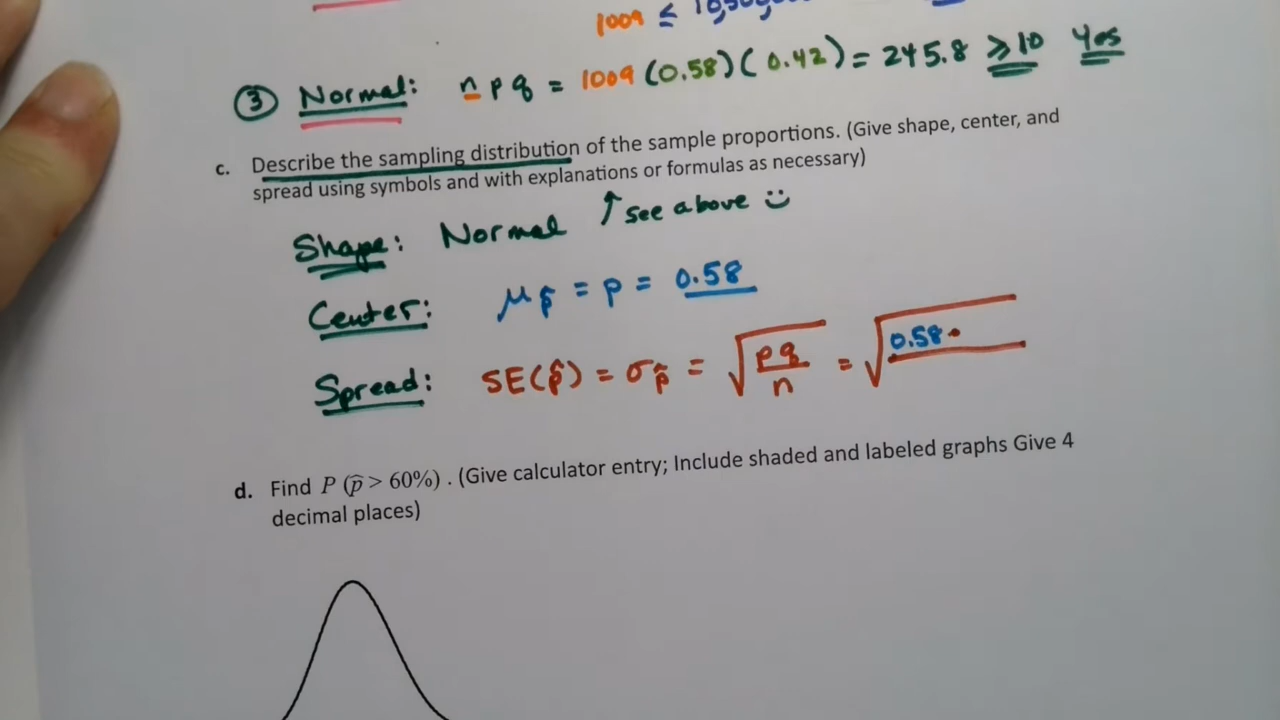 1009 ≤
③ Normal: n p q = 1009 (0.58)(0.42) = 245.8 ≥ 10 Yes
c. Describe the sampling distribution of the sample proportions. (Give shape, center, and
spread using symbols and with explanations or formulas as necessary)
Shape: Normal ↑ see above :)
Center: μp̂ = p = 0.58
Spread: SE(p̂) = σp̂ = √(pq/n) = √0.58 •
d. Find P (p̂ > 60%) . (Give calculator entry; Include shaded and labeled graphs Give 4
decimal places)